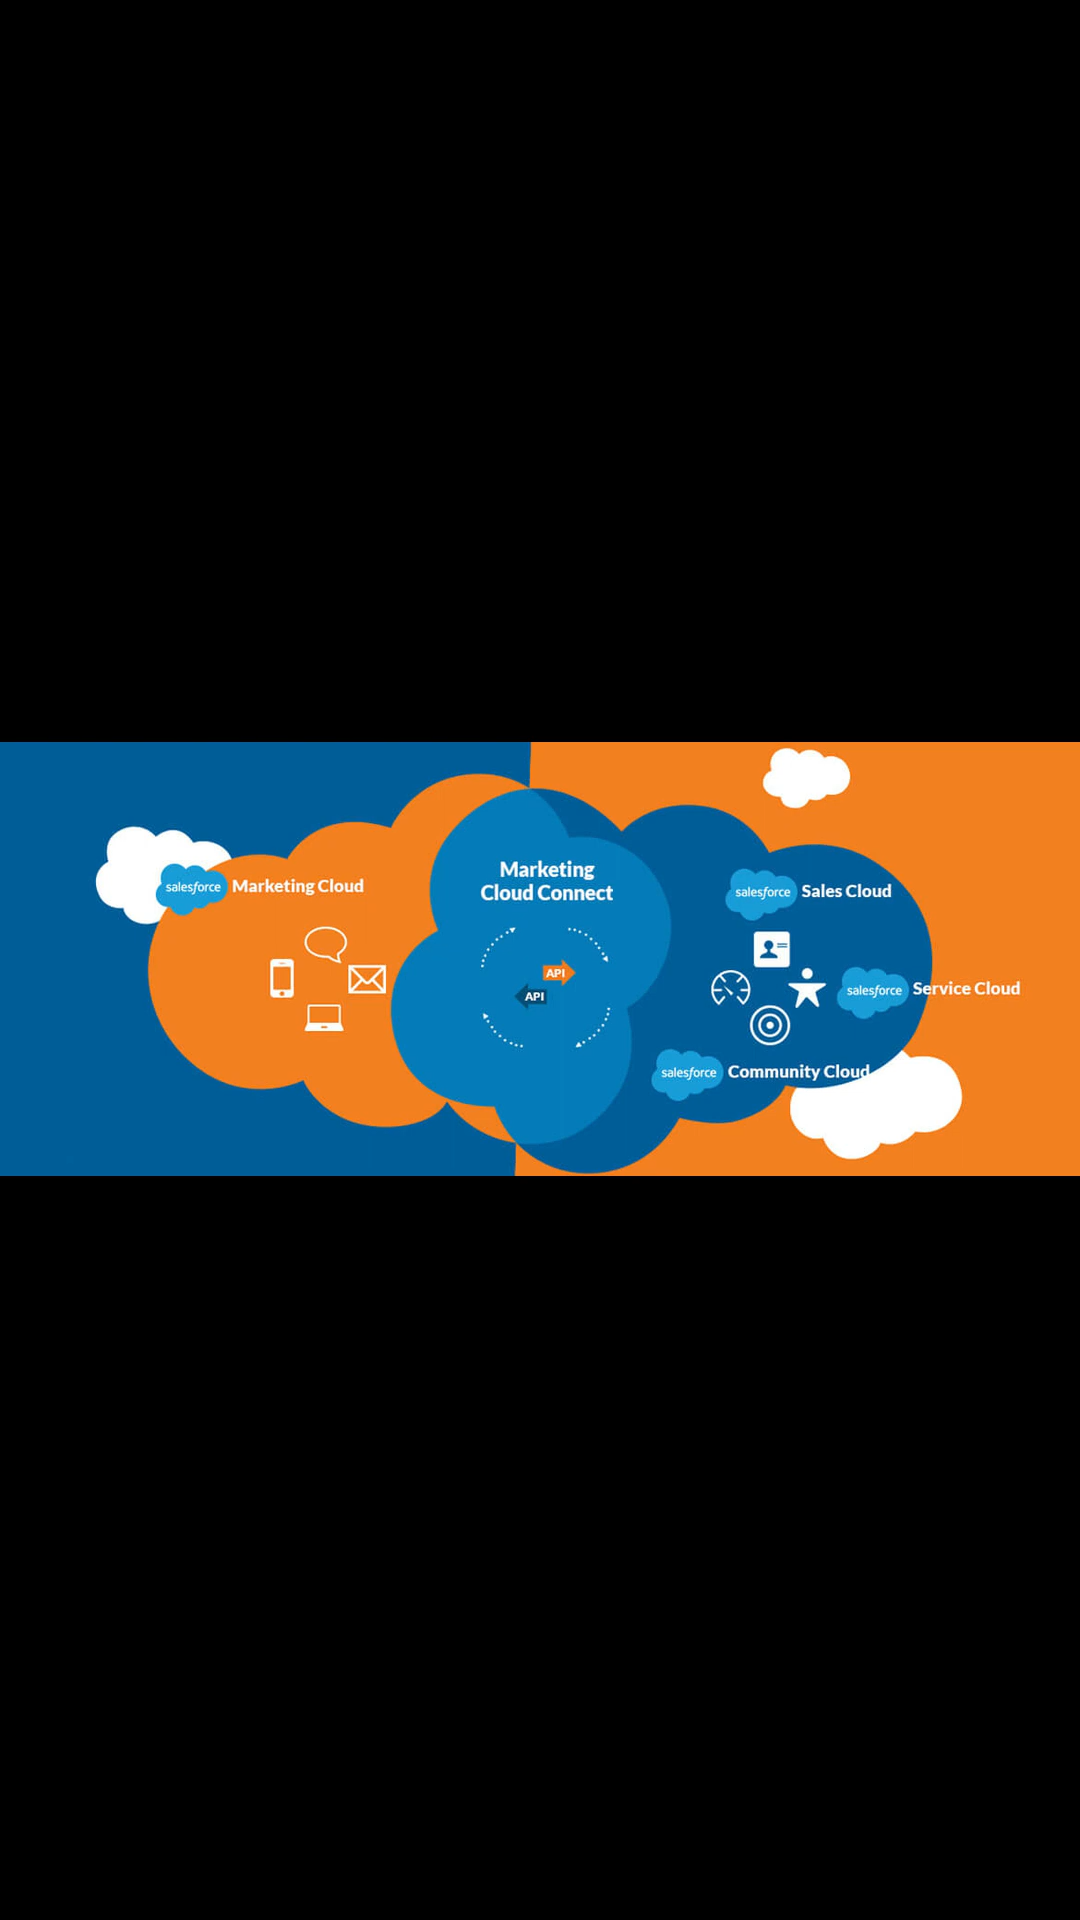 salesforce Marketing Cloud
Marketing
Cloud Connect
API
API
salesforce Sales Cloud
salesforce Service Cloud
salesforce Community Cloud